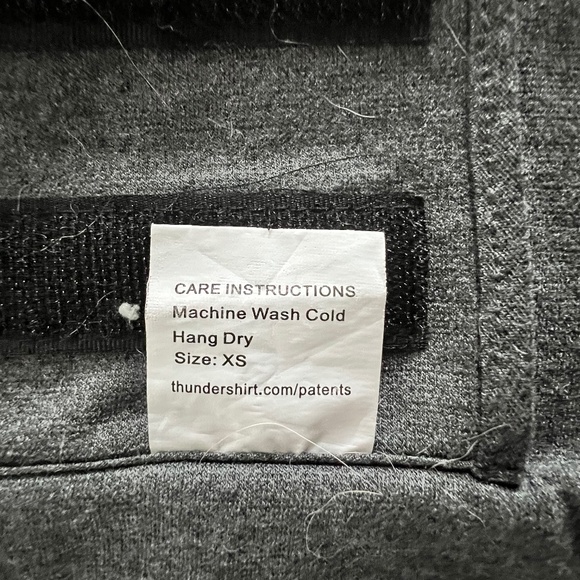 CARE INSTRUCTIONS
Machine Wash Cold
Hang Dry
Size: XS
thundershirt.com/patents